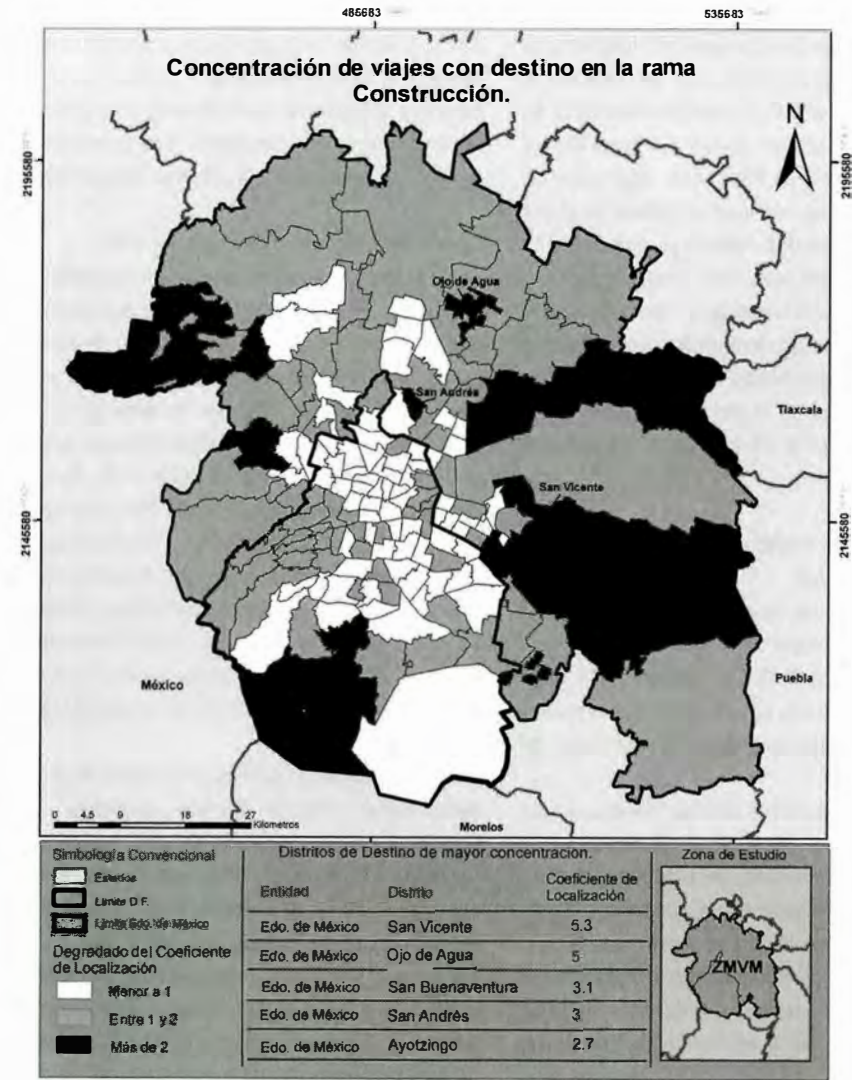 485683
535683
Concentración de viajes con destino en la rama
Construcción.
N
2195580
2195580
Ojo de Agua
San Andrés
Tlaxcala
San Vicente
2145580
2145580
México
Puebla
0 4.5 9 18 27
Kilometros
Morelos
Simbología Convencional
Estados
Limite D.F.
Limite Edo. de México
Degradado del Coeficiente
de Localización
Menor a 1
Entre 1 y 2
Más de 2
Distritos de Destino de mayor concentración.
Entidad Distrito Coeficiente de
Localización
Edo. de México San Vicente 5.3
Edo. de México Ojo de Agua 5
Edo. de México San Buenaventura 3.1
Edo. de México San Andrés 3
Edo. de México Ayotzingo 2.7
Zona de Estudio
ZMVM